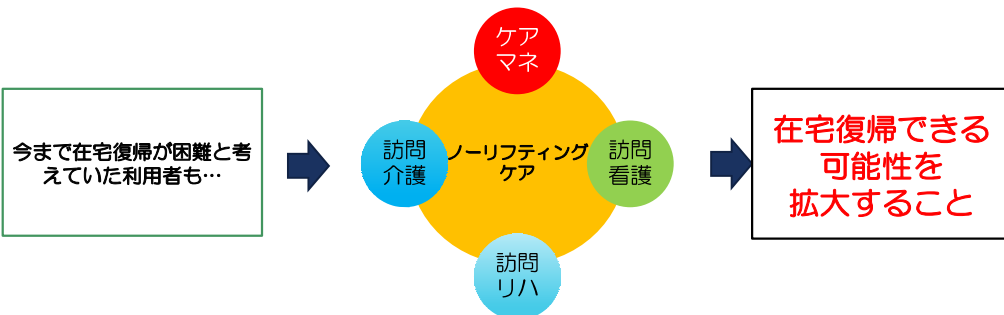 今まで在宅復帰が困難と考
えていた利用者も…
ケア
マネ
訪問
介護
ノーリフティング
ケア
訪問
看護
訪問
リハ
在宅復帰できる
可能性を
拡大すること